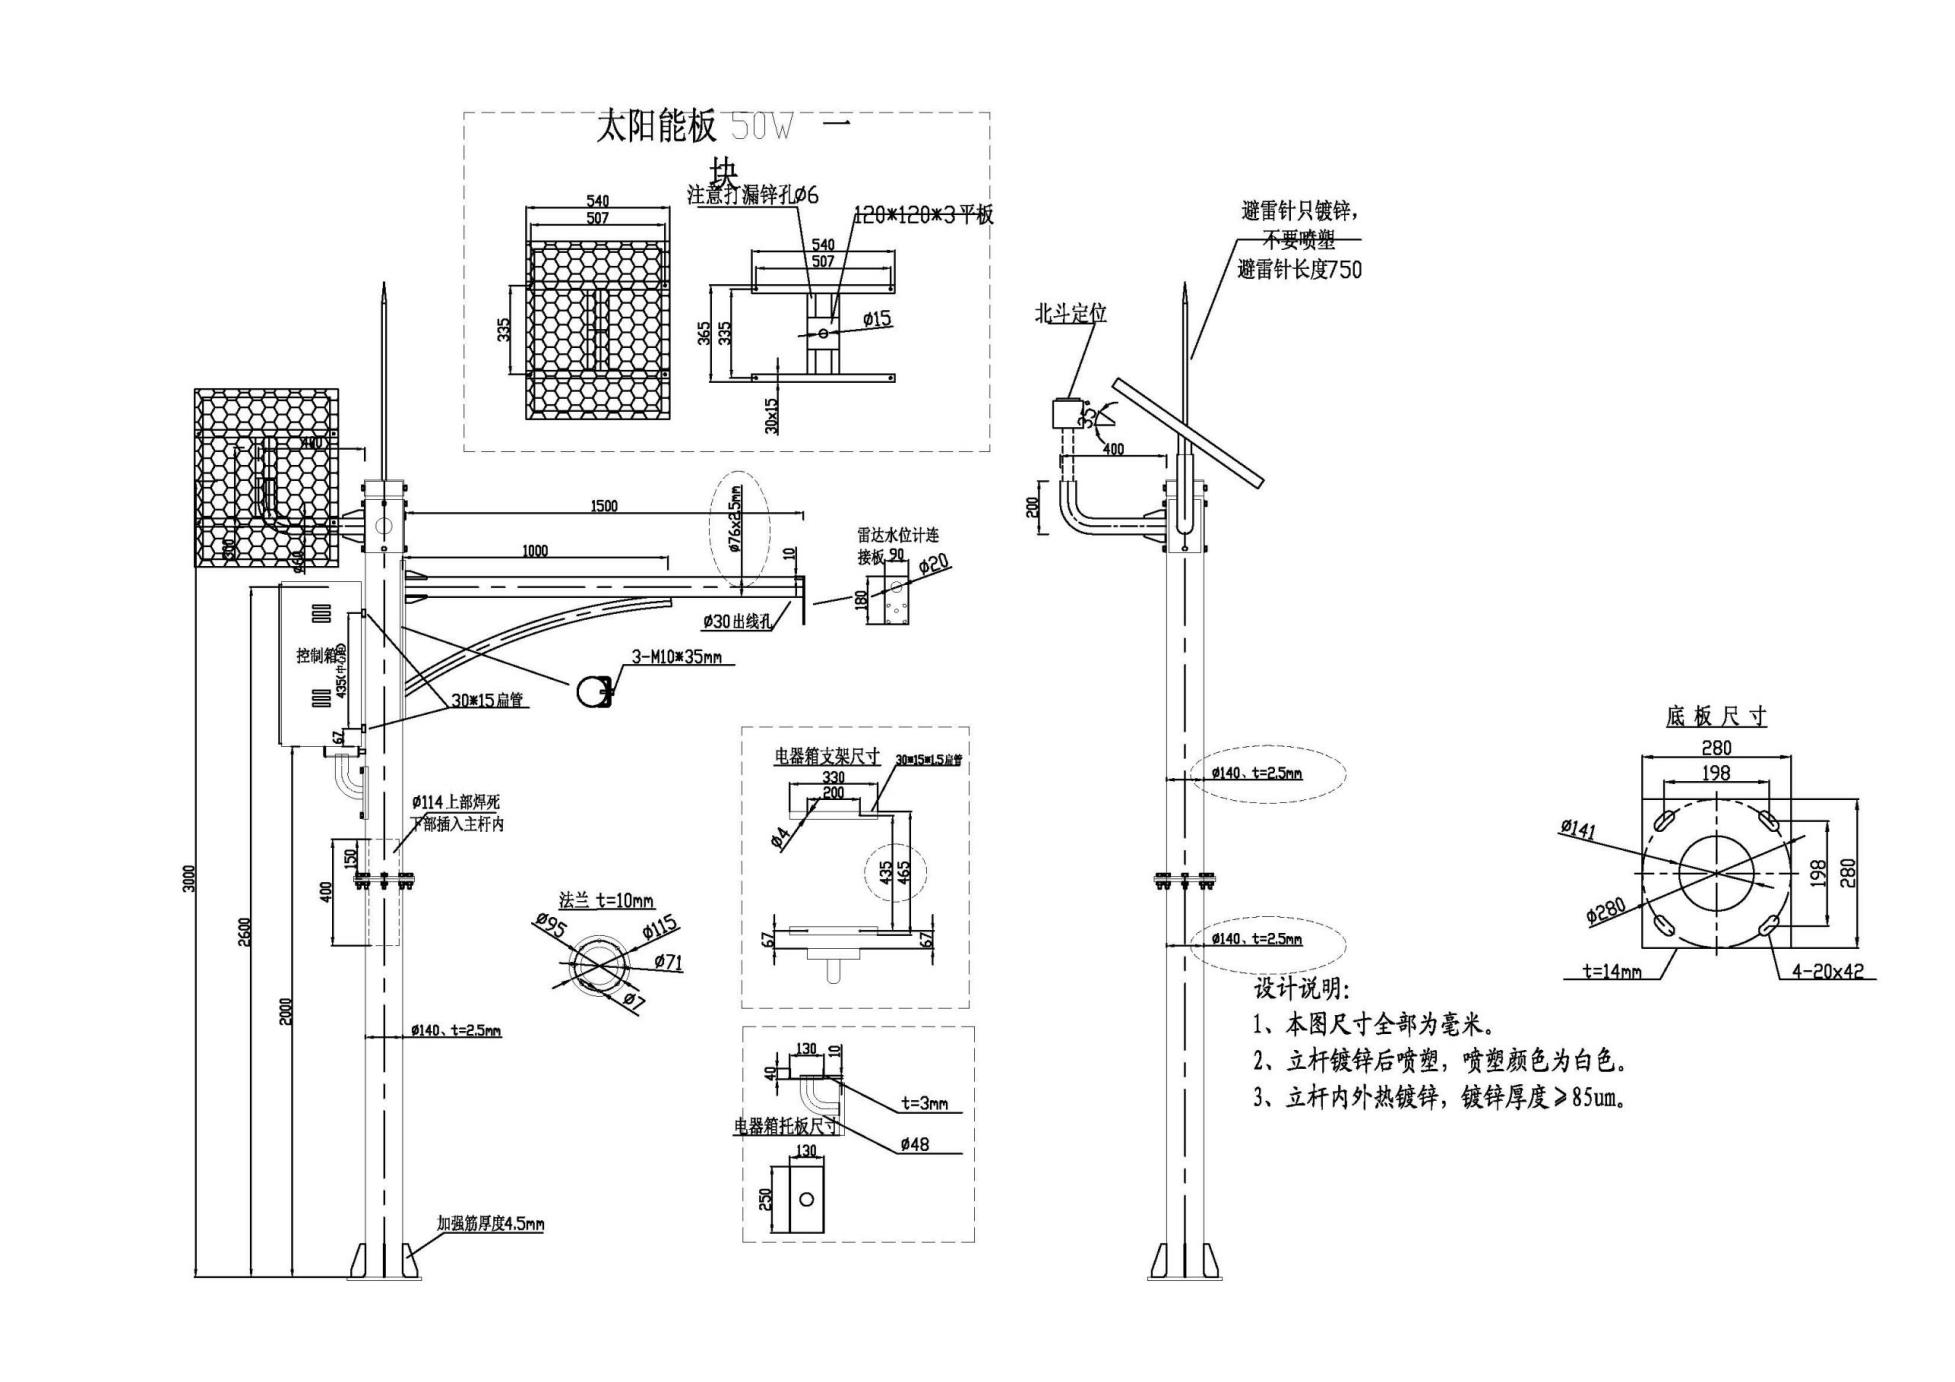 太阳能板 50W 一
块
注意打漏锌孔Ø6
120*120*3平板
540
507
335
540
507
365
335
Ø15
30x15
避雷针只镀锌，
不要喷塑
避雷针长度750
北斗定位
35°
400
200
400
300
Ø60
1500
1000
Ø76x2.5mm
10
Ø30出线孔
雷达水位计连
接板
90
Ø20
180
控制箱
435(中心距)
67
30*15扁管
3-M10*35mm
Ø114上部焊死
下部插入主杆内
150
400
3000
2600
2000
法兰 t=10mm
Ø95
Ø115
Ø71
Ø7
Ø140、t=2.5mm
加强筋厚度4.5mm
电器箱支架尺寸
30*15*1.5扁管
330
200
Ø4
435
465
67
67
130
10
40
t=3mm
电器箱托板尺寸
Ø48
130
250
Ø140、t=2.5mm
Ø140、t=2.5mm
底板尺寸
280
198
Ø141
Ø280
198
280
t=14mm
4-20x42
设计说明：
1、本图尺寸全部为毫米。
2、立杆镀锌后喷塑，喷塑颜色为白色。
3、立杆内外热镀锌，镀锌厚度≥85um。